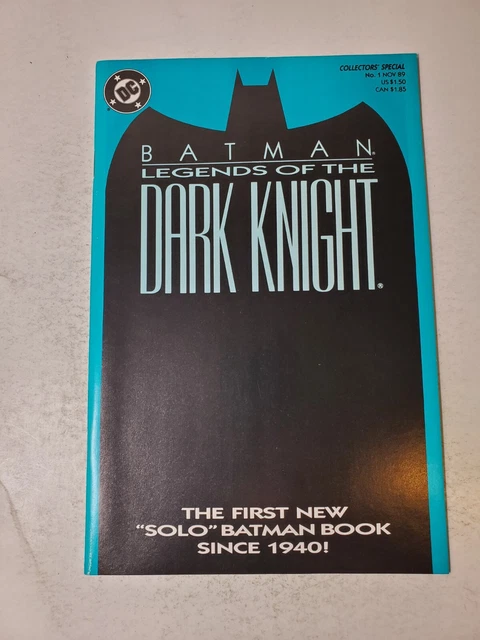 DC
COLLECTORS' SPECIAL
No. 1 NOV 89
US $1.50
CAN $1.85
BATMAN®
LEGENDS OF THE
DARK KNIGHT®
THE FIRST NEW
“SOLO” BATMAN BOOK
SINCE 1940!